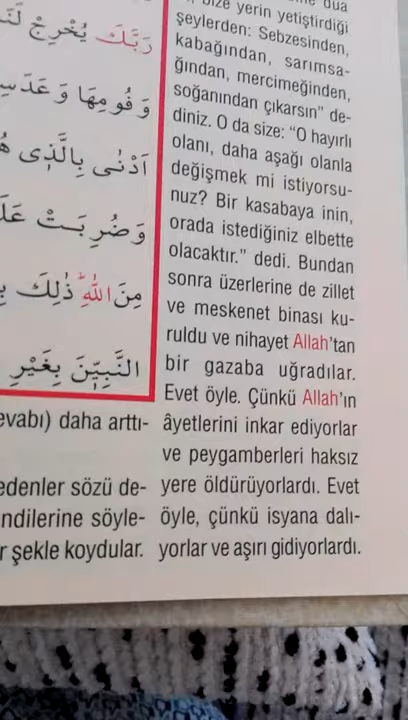 رَبَّكَ يُخْرِجْ لَنَا
وَفُومِهَا وَعَدَسِ
اَدْنٰى بِالَّذٖى هُ
وَضُرِبَتْ عَلَ
مِنَ اللّٰهِ ذٰلِكَ بِ
النَّبِيّٖنَ بِغَيْرِ
evabı) daha arttı-
edenler sözü de-
ndilerine söyle-
r şekle koydular.
bize yerin yetiştirdiği
şeylerden: Sebzesinden,
kabağından, sarımsa-
ğından, mercimeğinden,
soğanından çıkarsın” de-
diniz. O da size: “O hayırlı
olanı, daha aşağı olanla
değişmek mi istiyorsu-
nuz? Bir kasabaya inin,
orada istediğiniz elbette
olacaktır.” dedi. Bundan
sonra üzerlerine de zillet
ve meskenet binası ku-
ruldu ve nihayet Allah’tan
bir gazaba uğradılar.
Evet öyle. Çünkü Allah’ın
âyetlerini inkar ediyorlar
ve peygamberleri haksız
yere öldürüyorlardı. Evet
öyle, çünkü isyana dalı-
yorlar ve aşırı gidiyorlardı.